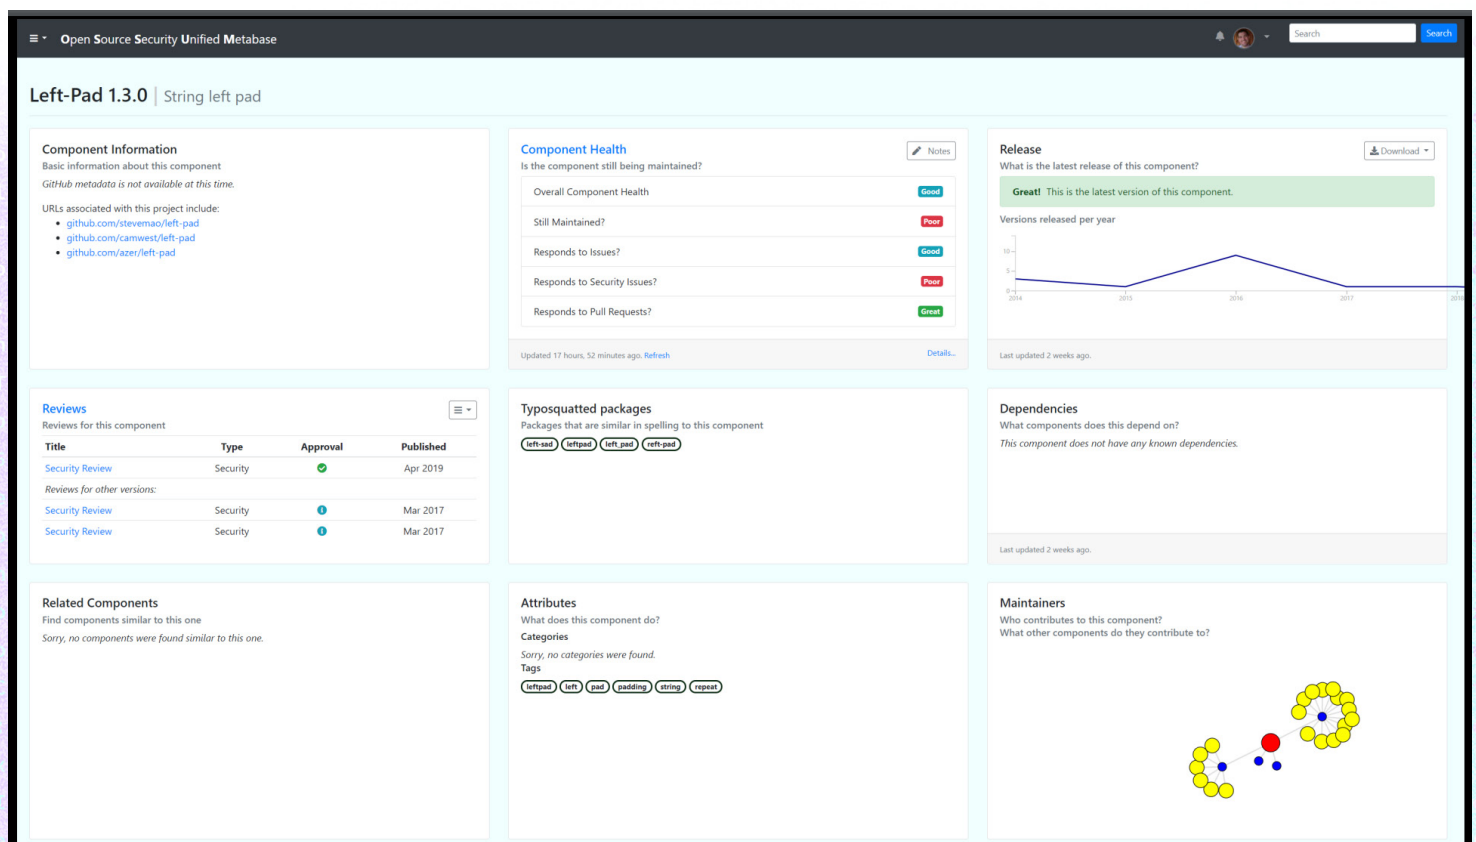 Open Source Security Unified Metabase
Search
Search
Left-Pad 1.3.0 | String left pad
Component Information
Basic information about this component
GitHub metadata is not available at this time.
URLs associated with this project include:
github.com/stevemao/left-pad
github.com/camwest/left-pad
github.com/azer/left-pad
Component Health
Notes
Is the component still being maintained?
Overall Component Health Good
Still Maintained? Poor
Responds to Issues? Good
Responds to Security Issues? Poor
Responds to Pull Requests? Great
Updated 17 hours, 52 minutes ago. Refresh
Details...
Release
Download
What is the latest release of this component?
Great! This is the latest version of this component.
Versions released per year
10
5
0
2014 2015 2016 2017 2018
Last updated 2 weeks ago.
Reviews
Reviews for this component
Title Type Approval Published
Security Review Security Apr 2019
Reviews for other versions:
Security Review Security Mar 2017
Security Review Security Mar 2017
Typosquatted packages
Packages that are similar in spelling to this component
left-sad leftpad left_pad reft-pad
Dependencies
What components does this depend on?
This component does not have any known dependencies.
Last updated 2 weeks ago.
Related Components
Find components similar to this one
Sorry, no components were found similar to this one.
Attributes
What does this component do?
Categories
Sorry, no categories were found.
Tags
leftpad left pad padding string repeat
Maintainers
Who contributes to this component?
What other components do they contribute to?